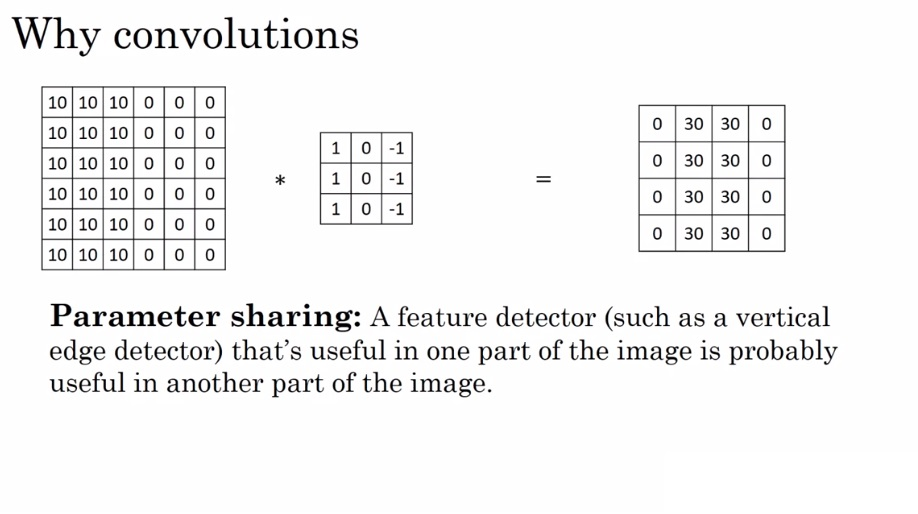 Why convolutions
10 10 10 0 0 0
10 10 10 0 0 0
10 10 10 0 0 0
10 10 10 0 0 0
10 10 10 0 0 0
10 10 10 0 0 0
*
1 0 -1
1 0 -1
1 0 -1
=
0 30 30 0
0 30 30 0
0 30 30 0
0 30 30 0
Parameter sharing: A feature detector (such as a vertical
edge detector) that’s useful in one part of the image is probably
useful in another part of the image.